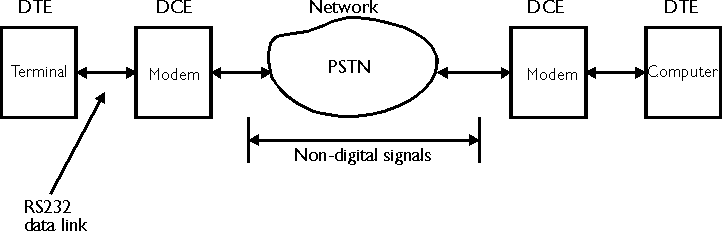 DTE
DCE
Network
DCE
DTE
Terminal
Modem
PSTN
Modem
Computer
Non-digital signals
RS232
data link